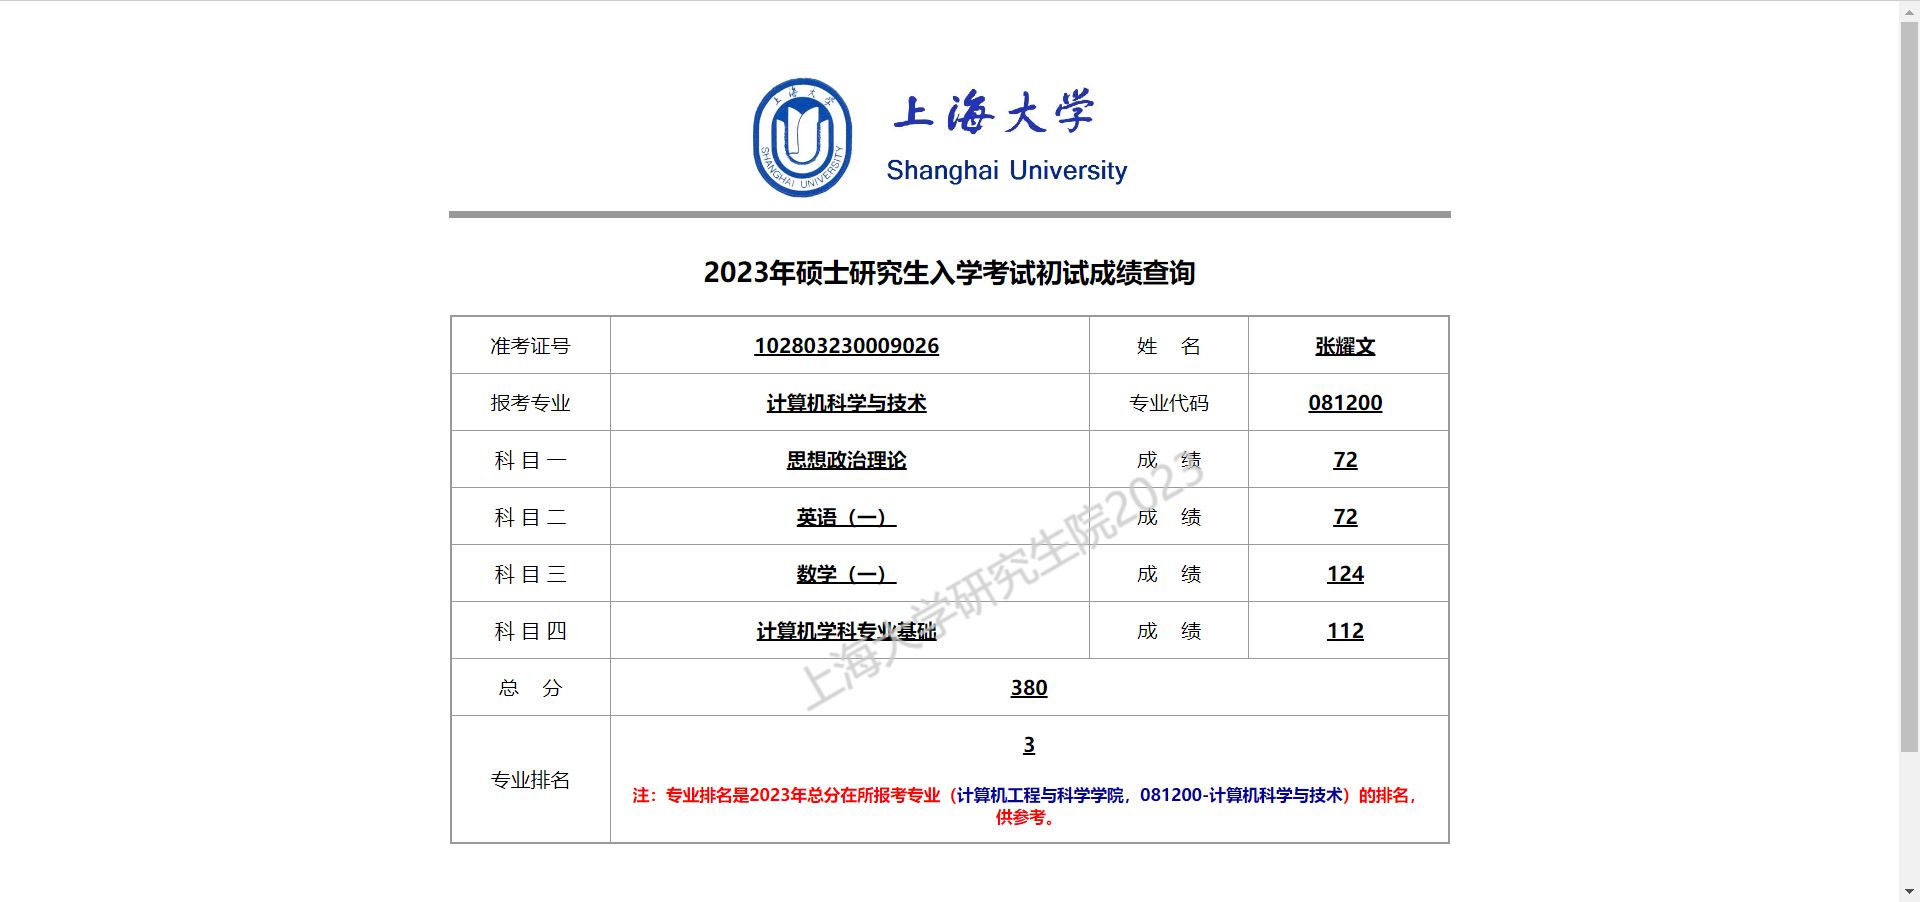 上海大学
SHANGHAI UNIVERSITY
上海大学
Shanghai University
2023年硕士研究生入学考试初试成绩查询
准考证号 102803230009026 姓 名 张耀文
报考专业 计算机科学与技术 专业代码 081200
科目一 思想政治理论 成 绩 72
科目二 英语（一） 成 绩 72
科目三 数学（一） 成 绩 124
科目四 计算机学科专业基础 成 绩 112
总 分 380
专业排名 3
注：专业排名是2023年总分在所报考专业（计算机工程与科学学院，081200-计算机科学与技术）的排名，
供参考。
上海大学研究生院2023